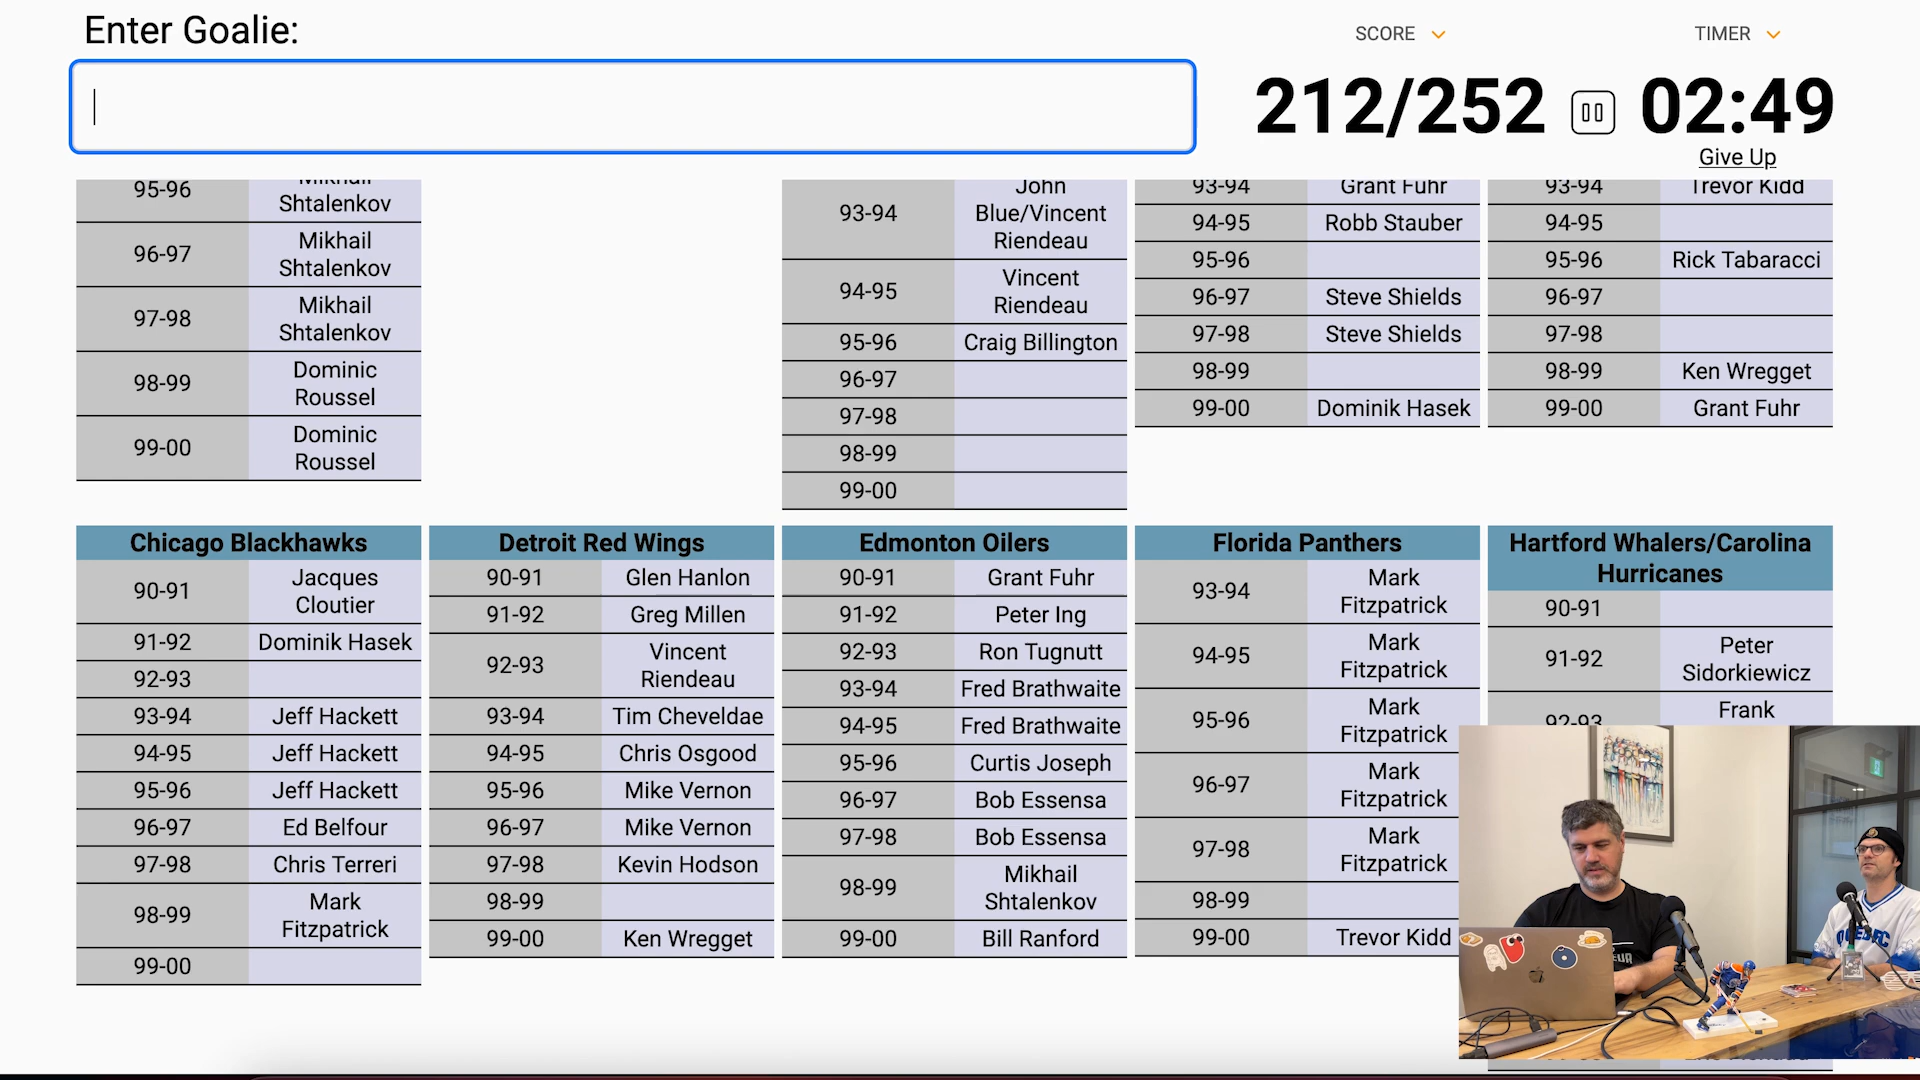 Enter Goalie:
SCORE
TIMER
212/252
02:49
Give Up
95-96 Mikhail
Shtalenkov
96-97 Mikhail
Shtalenkov
97-98 Mikhail
Shtalenkov
98-99 Dominic
Roussel
99-00 Dominic
Roussel
93-94 John
Blue/Vincent
Riendeau
94-95 Vincent
Riendeau
95-96 Craig Billington
96-97
97-98
98-99
99-00
93-94 Grant Fuhr
94-95 Robb Stauber
95-96
96-97 Steve Shields
97-98 Steve Shields
98-99
99-00 Dominik Hasek
93-94 Trevor Kidd
94-95
95-96 Rick Tabaracci
96-97
97-98
98-99 Ken Wregget
99-00 Grant Fuhr
Chicago Blackhawks
90-91 Jacques
Cloutier
91-92 Dominik Hasek
92-93
93-94 Jeff Hackett
94-95 Jeff Hackett
95-96 Jeff Hackett
96-97 Ed Belfour
97-98 Chris Terreri
98-99 Mark
Fitzpatrick
99-00
Detroit Red Wings
90-91 Glen Hanlon
91-92 Greg Millen
92-93 Vincent
Riendeau
93-94 Tim Cheveldae
94-95 Chris Osgood
95-96 Mike Vernon
96-97 Mike Vernon
97-98 Kevin Hodson
98-99
99-00 Ken Wregget
Edmonton Oilers
90-91 Grant Fuhr
91-92 Peter Ing
92-93 Ron Tugnutt
93-94 Fred Brathwaite
94-95 Fred Brathwaite
95-96 Curtis Joseph
96-97 Bob Essensa
97-98 Bob Essensa
98-99 Mikhail
Shtalenkov
99-00 Bill Ranford
Florida Panthers
93-94 Mark
Fitzpatrick
94-95 Mark
Fitzpatrick
95-96 Mark
Fitzpatrick
96-97 Mark
Fitzpatrick
97-98 Mark
Fitzpatrick
98-99
99-00 Trevor Kidd
Hartford Whalers/Carolina
Hurricanes
90-91
91-92 Peter
Sidorkiewicz
92-93 Frank